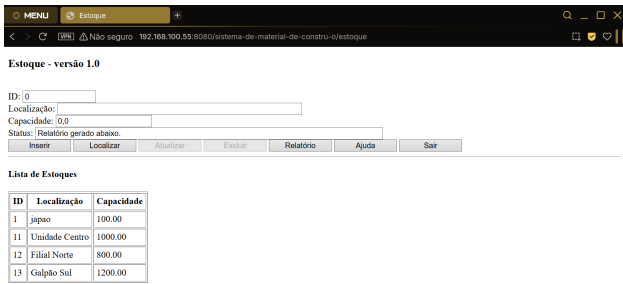 MENU Estoque +
VPN Não seguro 192.168.100.55:8080/sistema-de-material-de-constru-o/estoque
Estoque - versão 1.0
ID: 0
Localização:
Capacidade: 0,0
Status: Relatório gerado abaixo.
Inserir Localizar Atualizar Excluir Relatório Ajuda Sair
Lista de Estoques
ID Localização Capacidade
1 japao 100.00
11 Unidade Centro 1000.00
12 Filial Norte 800.00
13 Galpão Sul 1200.00